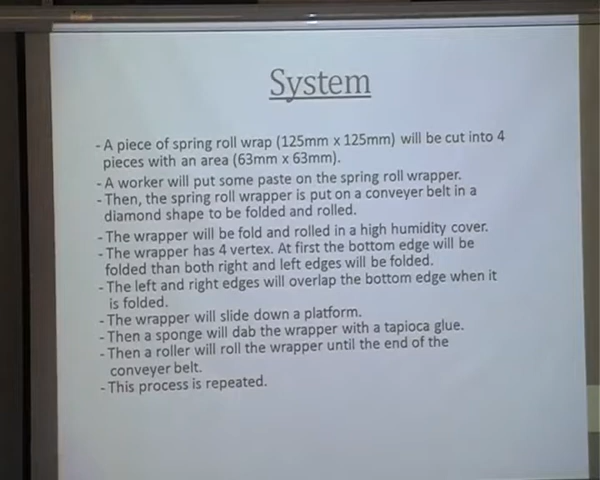 System
- A piece of spring roll wrap (125mm x 125mm) will be cut into 4
pieces with an area (63mm x 63mm).
- A worker will put some paste on the spring roll wrapper.
- Then, the spring roll wrapper is put on a conveyer belt in a
diamond shape to be folded and rolled.
- The wrapper will be fold and rolled in a high humidity cover.
- The wrapper has 4 vertex. At first the bottom edge will be
folded than both right and left edges will be folded.
- The left and right edges will overlap the bottom edge when it
is folded.
- The wrapper will slide down a platform.
- Then a sponge will dab the wrapper with a tapioca glue.
- Then a roller will roll the wrapper until the end of the
conveyer belt.
- This process is repeated.